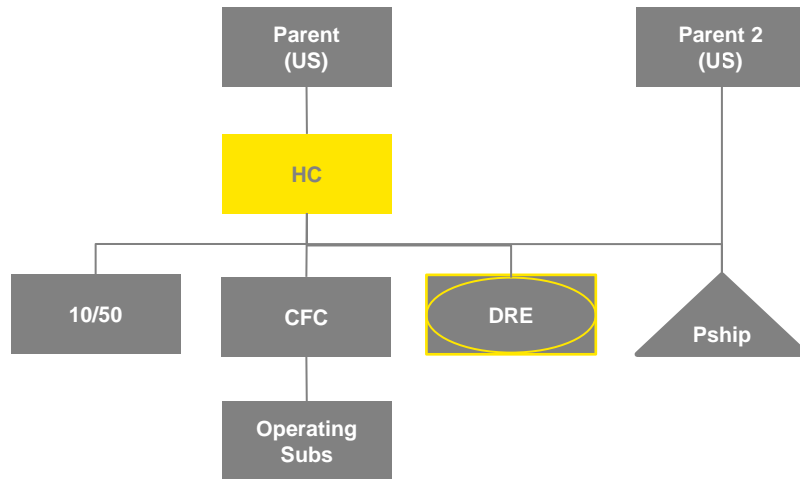 Parent
(US)
Parent 2
(US)
HC
10/50
CFC
DRE
Pship
Operating
Subs